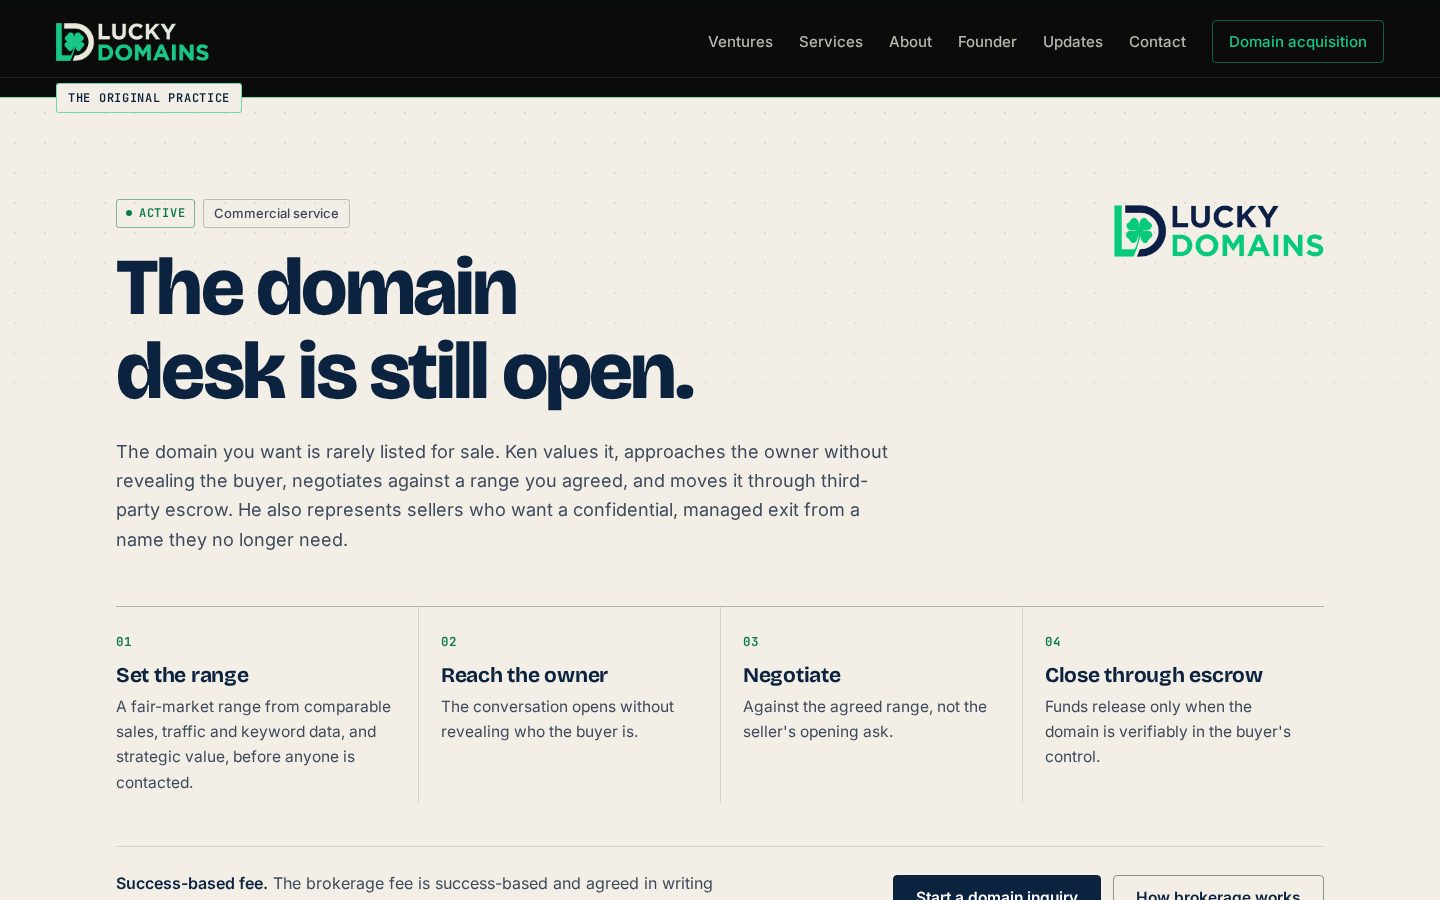 LUCKY
DOMAINS
Ventures Services About Founder Updates Contact Domain acquisition
THE ORIGINAL PRACTICE
ACTIVE Commercial service
LUCKY
DOMAINS
The domain
desk is still open.
The domain you want is rarely listed for sale. Ken values it, approaches the owner without
revealing the buyer, negotiates against a range you agreed, and moves it through third-
party escrow. He also represents sellers who want a confidential, managed exit from a
name they no longer need.
01
Set the range
A fair-market range from comparable
sales, traffic and keyword data, and
strategic value, before anyone is
contacted.
02
Reach the owner
The conversation opens without
revealing who the buyer is.
03
Negotiate
Against the agreed range, not the
seller's opening ask.
04
Close through escrow
Funds release only when the
domain is verifiably in the buyer's
control.
Success-based fee. The brokerage fee is success-based and agreed in writing
Start a domain inquiry How brokerage works